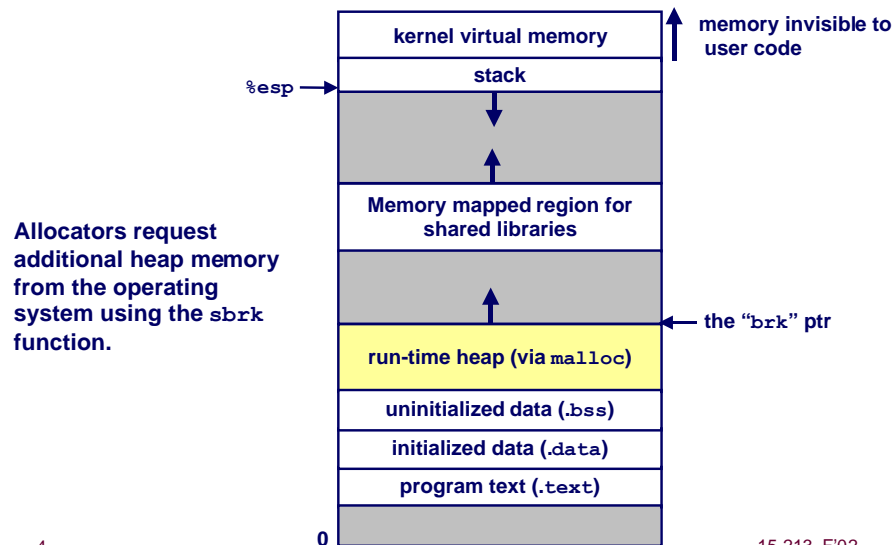 kernel virtual memory
memory invisible to
user code
stack
%esp
Memory mapped region for
shared libraries
Allocators request
additional heap memory
from the operating
system using the sbrk
function.
the “brk” ptr
run-time heap (via malloc)
uninitialized data (.bss)
initialized data (.data)
program text (.text)
0